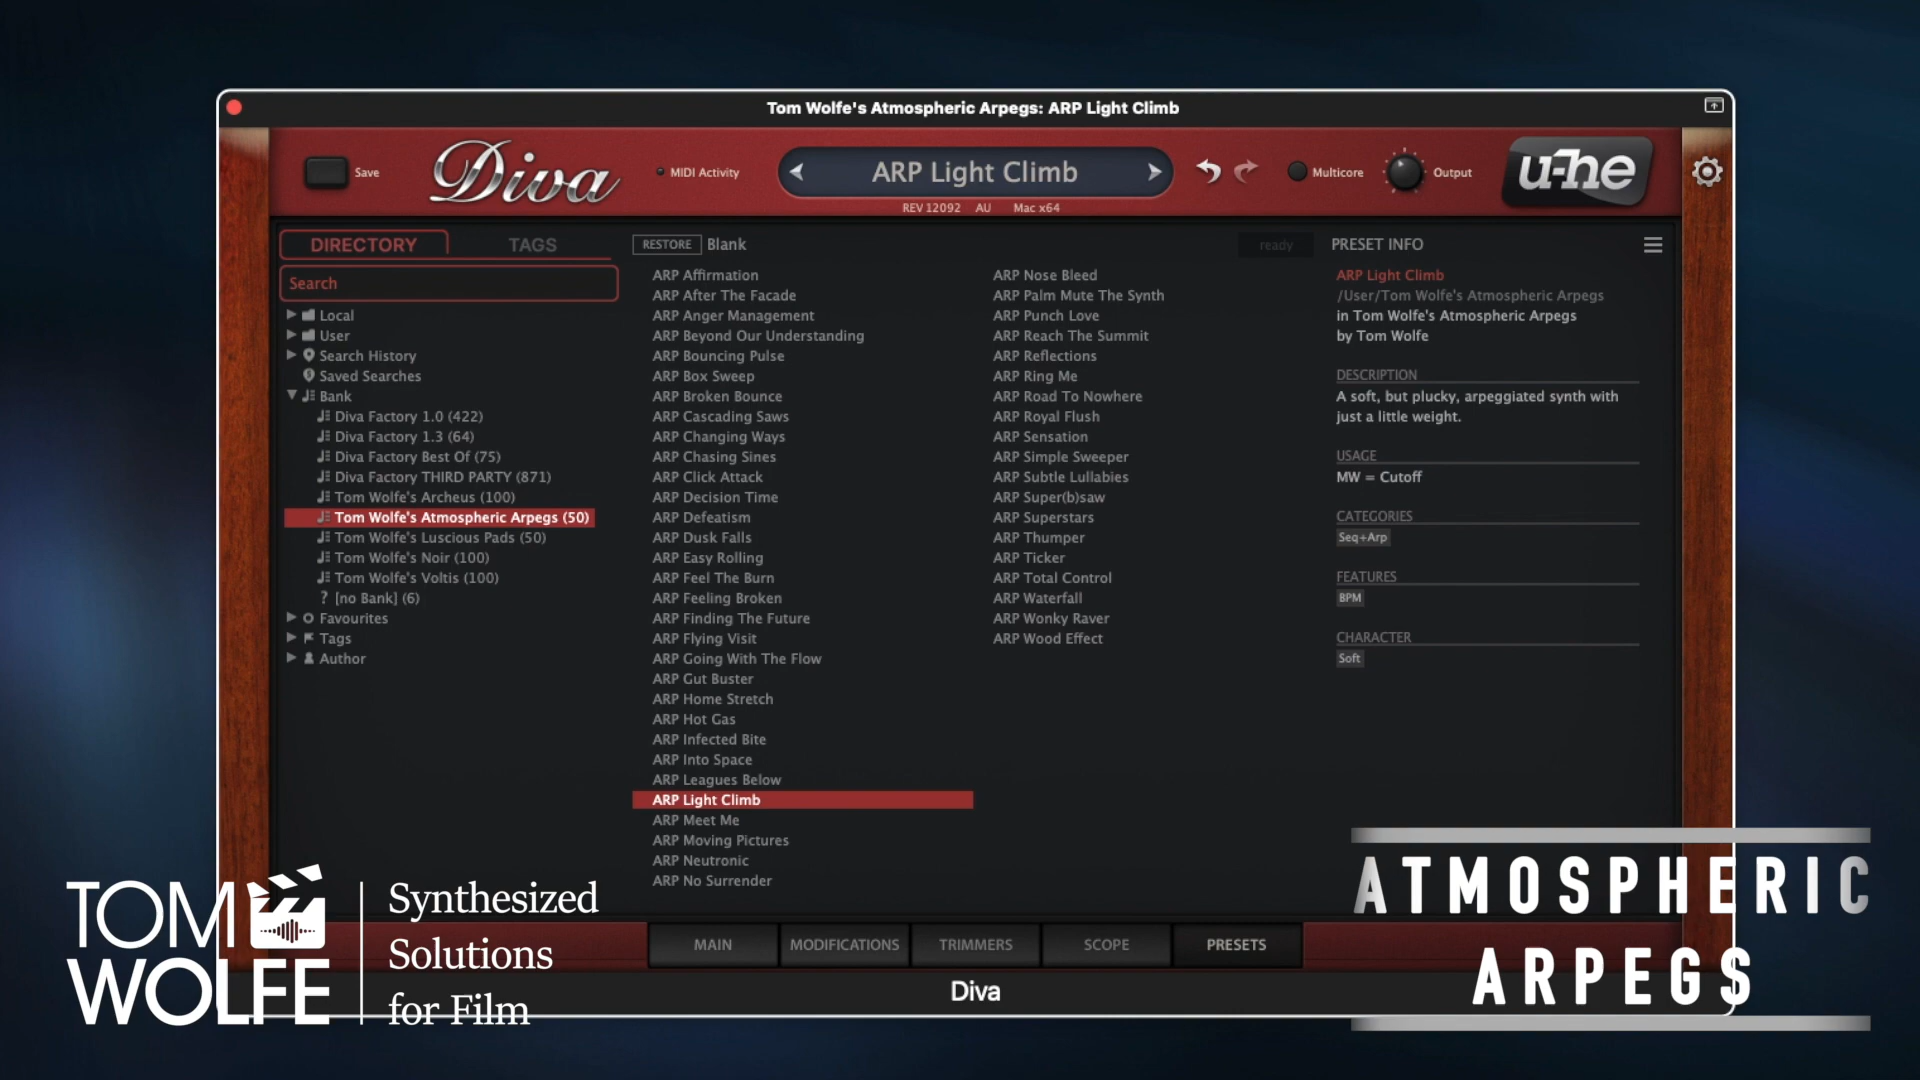 Tom Wolfe's Atmospheric Arpegs: ARP Light Climb
Save
Diva
MIDI Activity
ARP Light Climb
Multicore
Output
u-he
REV 12092 AU Mac x64
DIRECTORY TAGS
Search
Local
User
Search History
Saved Searches
Bank
Diva Factory 1.0 (422)
Diva Factory 1.3 (64)
Diva Factory Best Of (75)
Diva Factory THIRD PARTY (871)
Tom Wolfe's Archeus (100)
Tom Wolfe's Atmospheric Arpegs (50)
Tom Wolfe's Luscious Pads (50)
Tom Wolfe's Noir (100)
Tom Wolfe's Voltis (100)
? [no Bank] (6)
Favourites
Tags
Author
RESTORE Blank
ARP Affirmation
ARP After The Facade
ARP Anger Management
ARP Beyond Our Understanding
ARP Bouncing Pulse
ARP Box Sweep
ARP Broken Bounce
ARP Cascading Saws
ARP Changing Ways
ARP Chasing Sines
ARP Click Attack
ARP Decision Time
ARP Defeatism
ARP Dusk Falls
ARP Easy Rolling
ARP Feel The Burn
ARP Feeling Broken
ARP Finding The Future
ARP Flying Visit
ARP Going With The Flow
ARP Gut Buster
ARP Home Stretch
ARP Hot Gas
ARP Infected Bite
ARP Into Space
ARP Leagues Below
ARP Light Climb
ARP Meet Me
ARP Moving Pictures
ARP Neutronic
ARP No Surrender
ARP Nose Bleed
ARP Palm Mute The Synth
ARP Punch Love
ARP Reach The Summit
ARP Reflections
ARP Ring Me
ARP Road To Nowhere
ARP Royal Flush
ARP Sensation
ARP Simple Sweeper
ARP Subtle Lullabies
ARP Super(b)saw
ARP Superstars
ARP Thumper
ARP Ticker
ARP Total Control
ARP Waterfall
ARP Wonky Raver
ARP Wood Effect
ready
PRESET INFO
ARP Light Climb
/User/Tom Wolfe's Atmospheric Arpegs
in Tom Wolfe's Atmospheric Arpegs
by Tom Wolfe
DESCRIPTION
A soft, but plucky, arpeggiated synth with
just a little weight.
USAGE
MW = Cutoff
CATEGORIES
Seq+Arp
FEATURES
BPM
CHARACTER
Soft
MAIN MODIFICATIONS TRIMMERS SCOPE PRESETS
Diva
TOM
WOLFE
Synthesized
Solutions
for Film
ATMOSPHERIC
ARPEGS